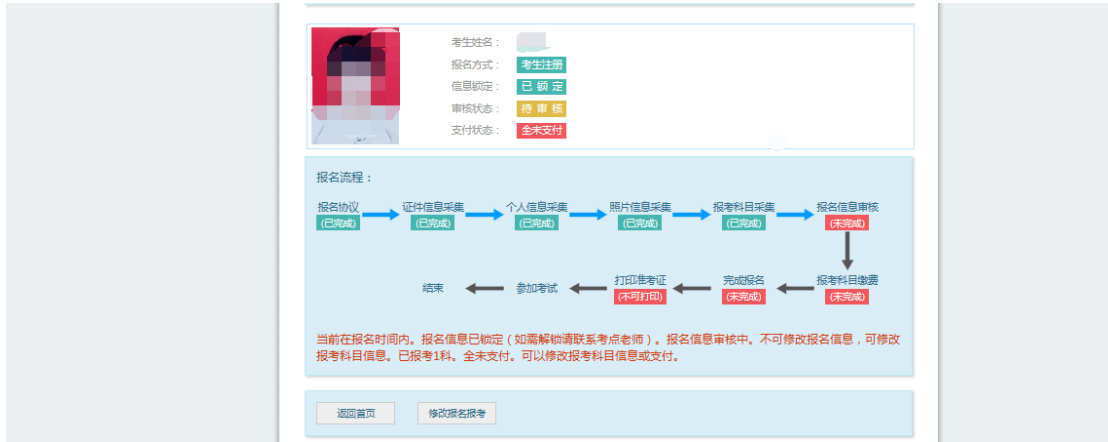 考生姓名：
报名方式： 考生注册
信息锁定： 已 锁 定
审核状态： 待 审 核
支付状态： 全未支付
报名流程：
报名协议 证件信息采集 个人信息采集 照片信息采集 报考科目采集 报名信息审核
(已完成) (已完成) (已完成) (已完成) (已完成) (未完成)
结束 参加考试 打印准考证 完成报名 报考科目缴费
(不可打印) (未完成) (未完成)
当前在报名时间内。报名信息已锁定（如需解锁请联系考点老师）。报名信息审核中。不可修改报名信息，可修改
报考科目信息。已报考1科。全未支付。可以修改报考科目信息或支付。
返回首页 修改报名报考